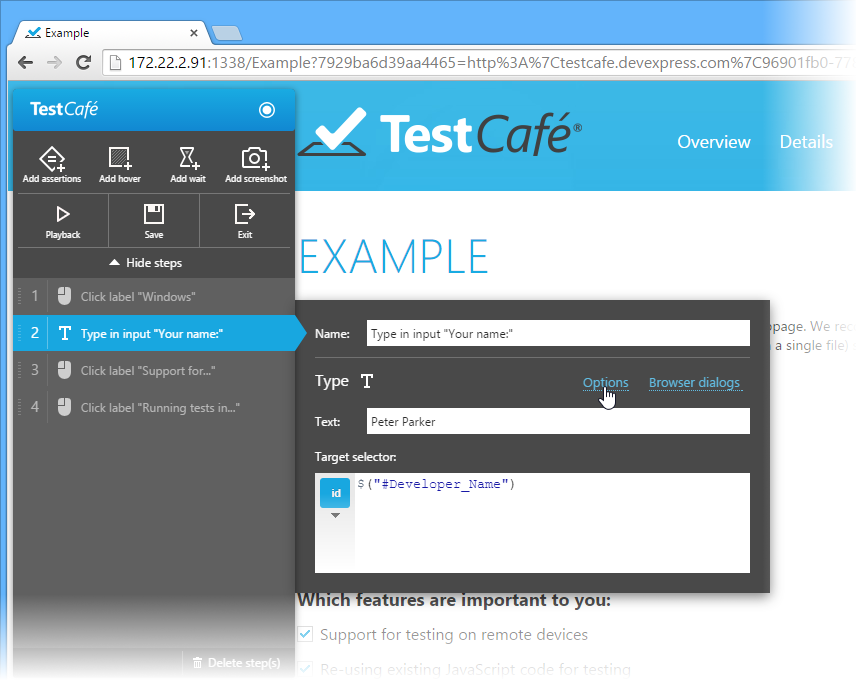 Example
172.22.2.91:1338/Example?7929ba6d39aa4465=http%3A%7Ctestcafe.devexpress.com%7C96901fb0-77
TestCafé
TestCafé®
Overview Details
Add assertions Add hover Add wait Add screenshot
Playback Save Exit
Hide steps
EXAMPLE
1 Click label "Windows"
2 T Type in input "Your name:"
3 Click label "Support for..."
4 Click label "Running tests in..."
Name: Type in input "Your name:"
page. We rec
a single file)
Type T Options Browser dialogs
Text: Peter Parker
Target selector:
id $("#Developer_Name")
Which features are important to you:
Support for testing on remote devices
Delete step(s)
Re-using existing JavaScript code for testing